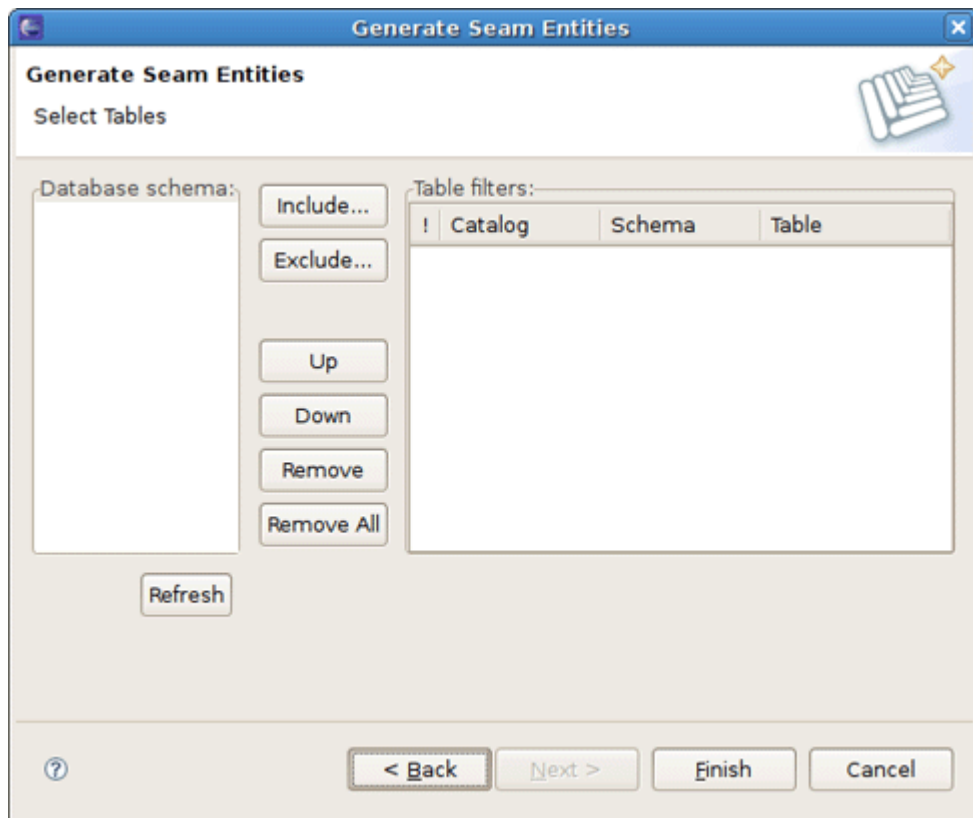 Generate Seam Entities
Generate Seam Entities
Select Tables
Database schema:
Include...
Exclude...
Up
Down
Remove
Remove All
Refresh
Table filters:
! Catalog Schema Table
?
< Back Next > Finish Cancel